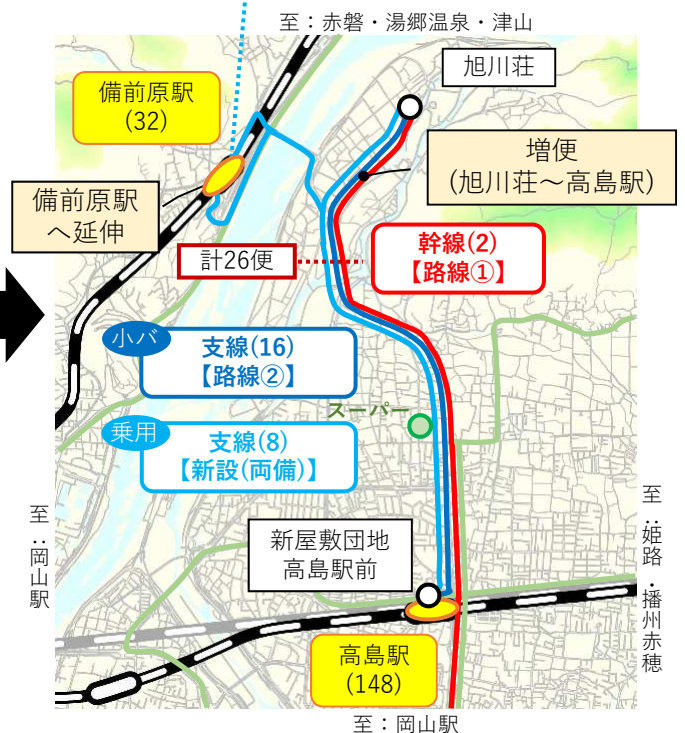 至：赤磐・湯郷温泉・津山
旭川荘
備前原駅
(32)
増便
(旭川荘～高島駅)
備前原駅
へ延伸
計26便
幹線(2)
【路線①】
小バ
支線(16)
【路線②】
スーパー
乗用
支線(8)
【新設(両備)】
至：岡山駅
至：姫路・播州赤穂
新屋敷団地
高島駅前
高島駅
(148)
至：岡山駅